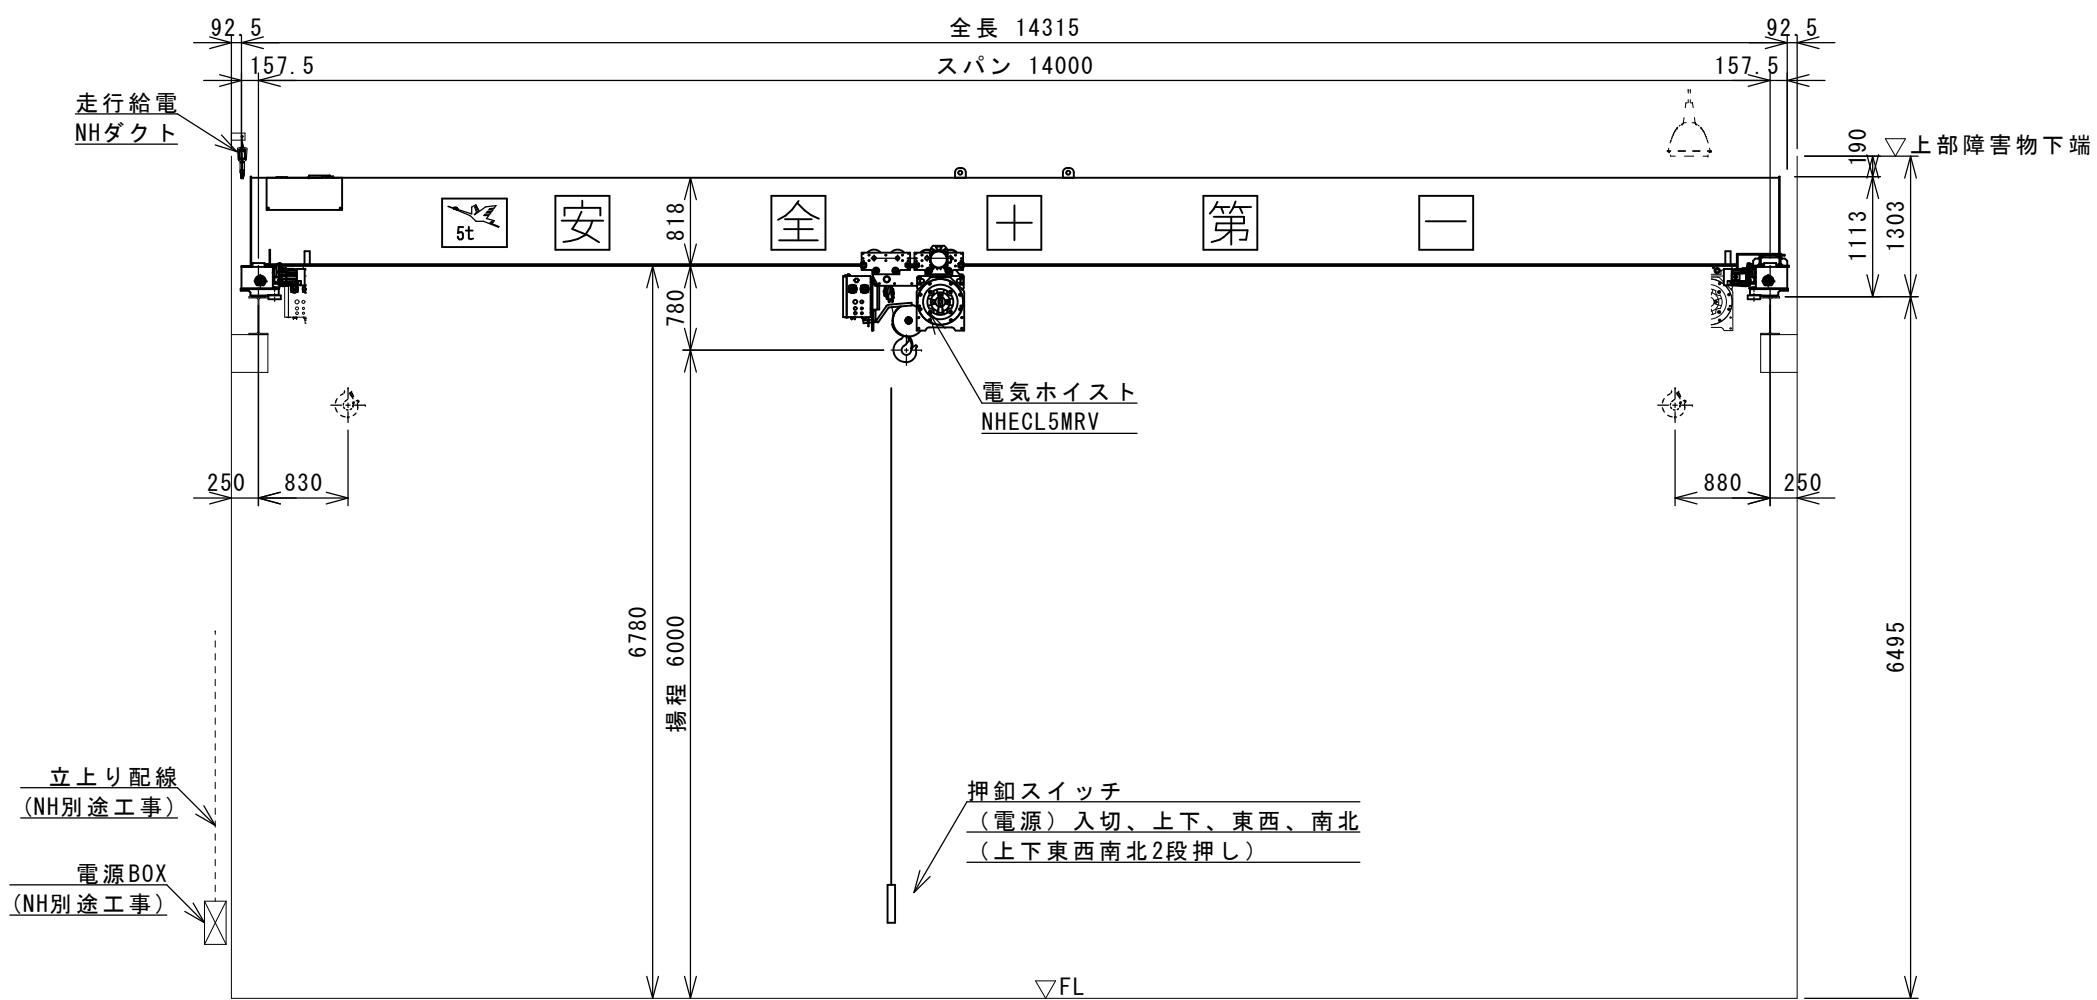 92.5
全長 14315
92.5
157.5
スパン 14000
157.5
走行給電
NHダクト
190
上部障害物下端
5t
安
全
十
第
一
818
1113
1303
780
電気ホイスト
NHECL5MRV
250
830
880
250
6780
揚程 6000
6495
立上り配線
(NH別途工事)
押釦スイッチ
(電源)入切、上下、東西、南北
(上下東西南北2段押し)
電源BOX
(NH別途工事)
FL